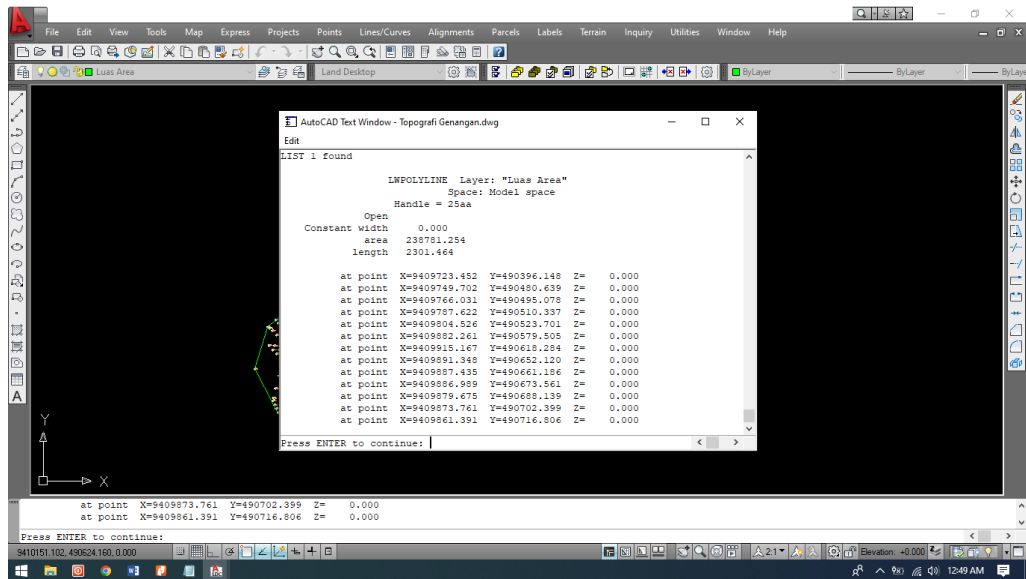 File Edit View Tools Map Express Projects Points Lines/Curves Alignments Parcels Labels Terrain Inquiry Utilities Window Help
Luas Area Land Desktop ByLayer ByLayer ByLaye
AutoCAD Text Window - Topografi Genangan.dwg
Edit
LIST 1 found
LWPOLYLINE Layer: "Luas Area"
Space: Model space
Handle = 25aa
Open
Constant width 0.000
area 238781.254
length 2301.464
at point X=9409723.452 Y=490396.148 Z= 0.000
at point X=9409749.702 Y=490480.639 Z= 0.000
at point X=9409766.031 Y=490495.078 Z= 0.000
at point X=9409787.622 Y=490510.337 Z= 0.000
at point X=9409804.526 Y=490523.701 Z= 0.000
at point X=9409882.261 Y=490579.505 Z= 0.000
at point X=9409915.167 Y=490618.284 Z= 0.000
at point X=9409891.348 Y=490652.120 Z= 0.000
at point X=9409887.435 Y=490661.186 Z= 0.000
at point X=9409886.989 Y=490673.561 Z= 0.000
at point X=9409879.675 Y=490688.139 Z= 0.000
at point X=9409873.761 Y=490702.399 Z= 0.000
at point X=9409861.391 Y=490716.806 Z= 0.000
Press ENTER to continue:
Y
X
at point X=9409873.761 Y=490702.399 Z= 0.000
at point X=9409861.391 Y=490716.806 Z= 0.000
Press ENTER to continue:
9410151.102, 490624.160, 0.000 2:1 Elevation: +0.000
12:49 AM